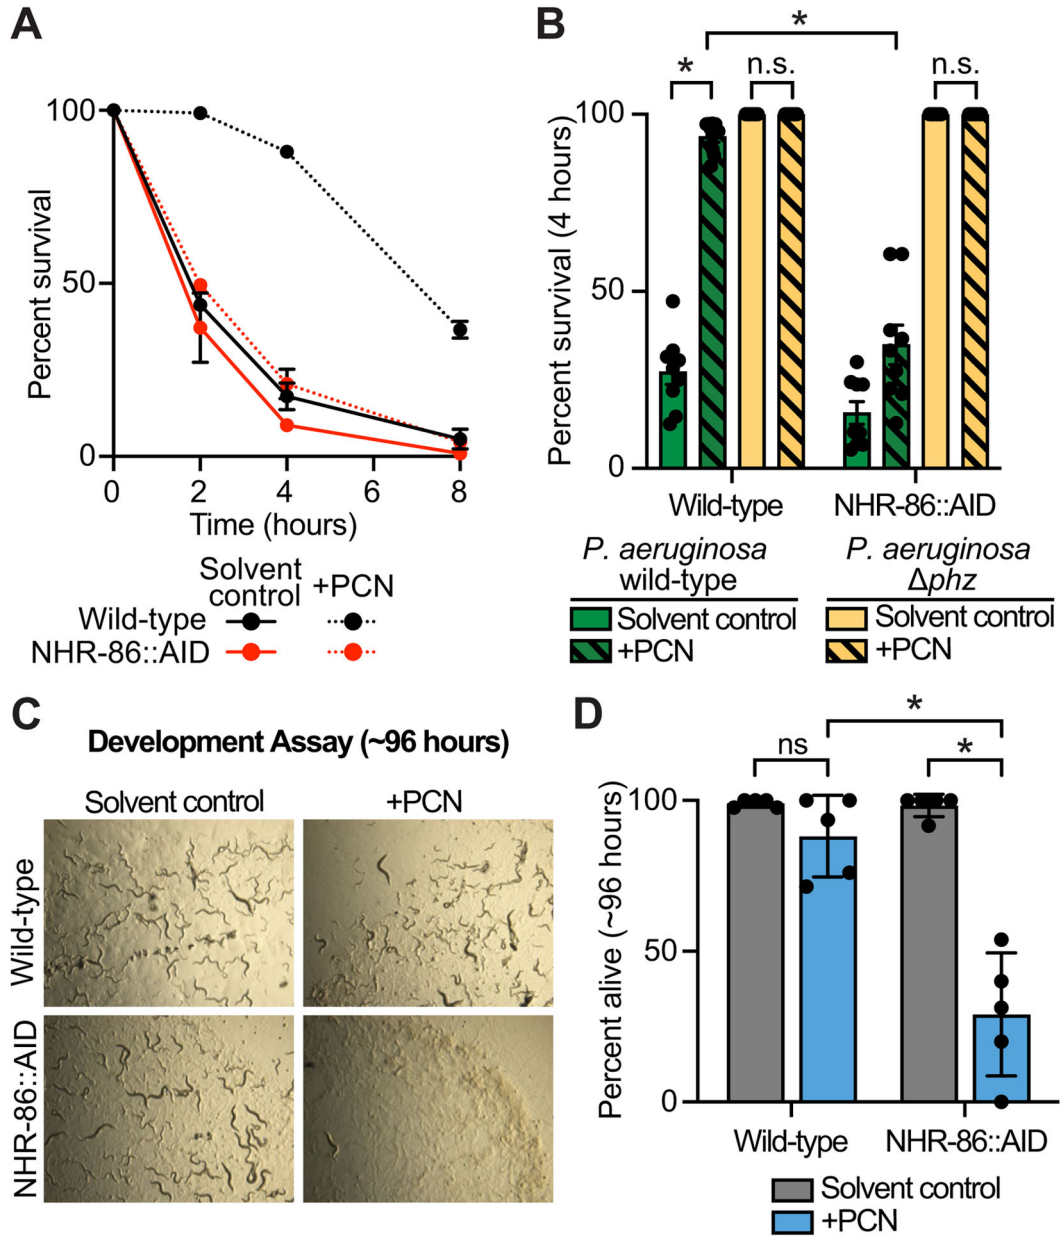 A
Percent survival
100
50
0
0 2 4 6 8
Time (hours)
Solvent control +PCN
Wild-type
NHR-86::AID
B
Percent survival (4 hours)
* n.s. * n.s.
100
50
0
Wild-type NHR-86::AID
P. aeruginosa wild-type
Solvent control
+PCN
P. aeruginosa Δphz
Solvent control
+PCN
C
Development Assay (~96 hours)
Solvent control +PCN
Wild-type
NHR-86::AID
D
Percent alive (~96 hours)
*
ns *
100
50
0
Wild-type NHR-86::AID
Solvent control
+PCN